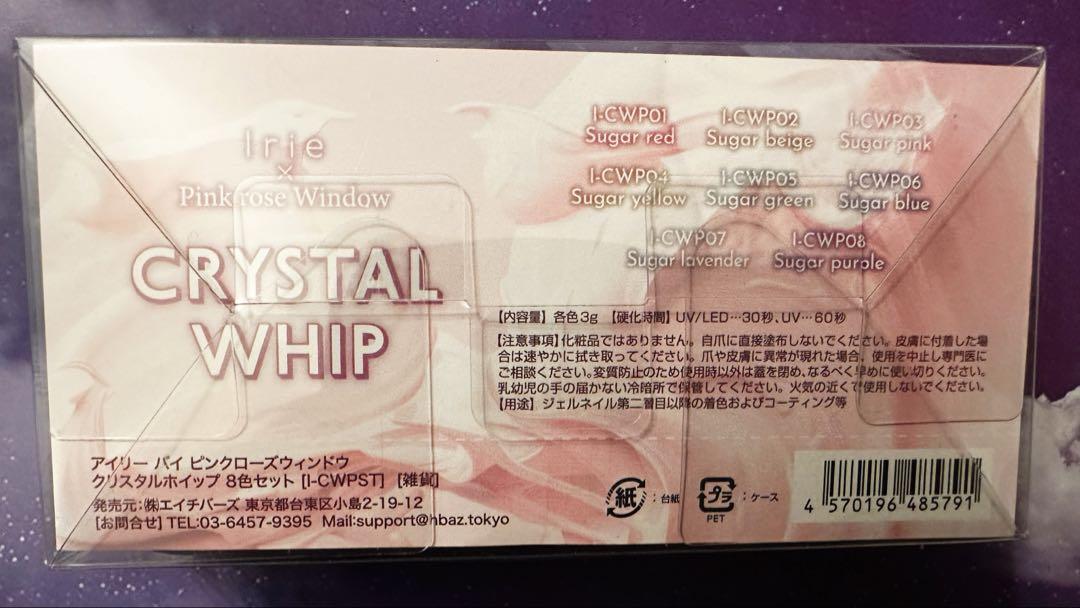 Irie
×
Pink rose Window
CRYSTAL
WHIP
I-CWP01 I-CWP02 I-CWP03
Sugar red Sugar beige Sugar pink
I-CWP04 I-CWP05 I-CWP06
Sugar yellow Sugar green Sugar blue
I-CWP07 I-CWP08
Sugar lavender Sugar purple
【内容量】各色3g 【硬化時間】UV/LED…30秒、UV…60秒
【注意事項】化粧品ではありません。自爪に直接塗布しないでください。皮膚に付着した場
合は速やかに拭き取ってください。爪や皮膚に異常が現れた場合、使用を中止し専門医に
ご相談ください。変質防止のため使用時以外は蓋を閉め、なるべく早めに使い切りください。
乳幼児の手の届かない冷暗所で保管してください。火気の近くで使用しないでください。
【用途】ジェルネイル第二層目以降の着色およびコーティング等
アイリー バイ ピンクローズウィンドウ
クリスタルホイップ 8色セット [I-CWPST] [雑貨]
発売元:㈱エイチバーズ 東京都台東区小島2-19-12
[お問合せ] TEL:03-6457-9395 Mail:support@hbaz.tokyo
紙 : 台紙
プラ : ケース
PET
4 570196 485791